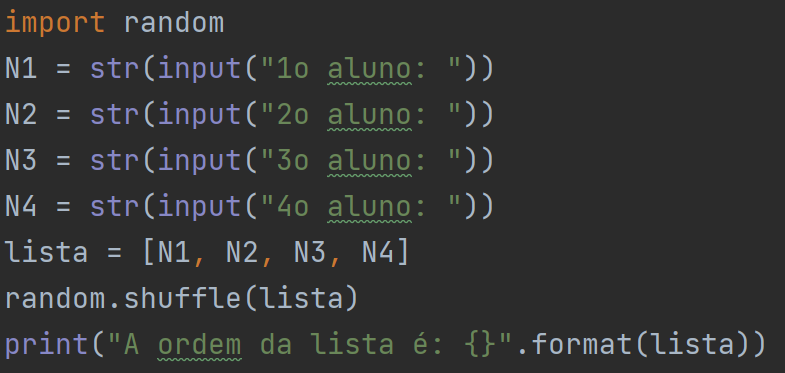 import random
N1 = str(input("1o aluno: "))
N2 = str(input("2o aluno: "))
N3 = str(input("3o aluno: "))
N4 = str(input("4o aluno: "))
lista = [N1, N2, N3, N4]
random.shuffle(lista)
print("A ordem da lista é: {}".format(lista))